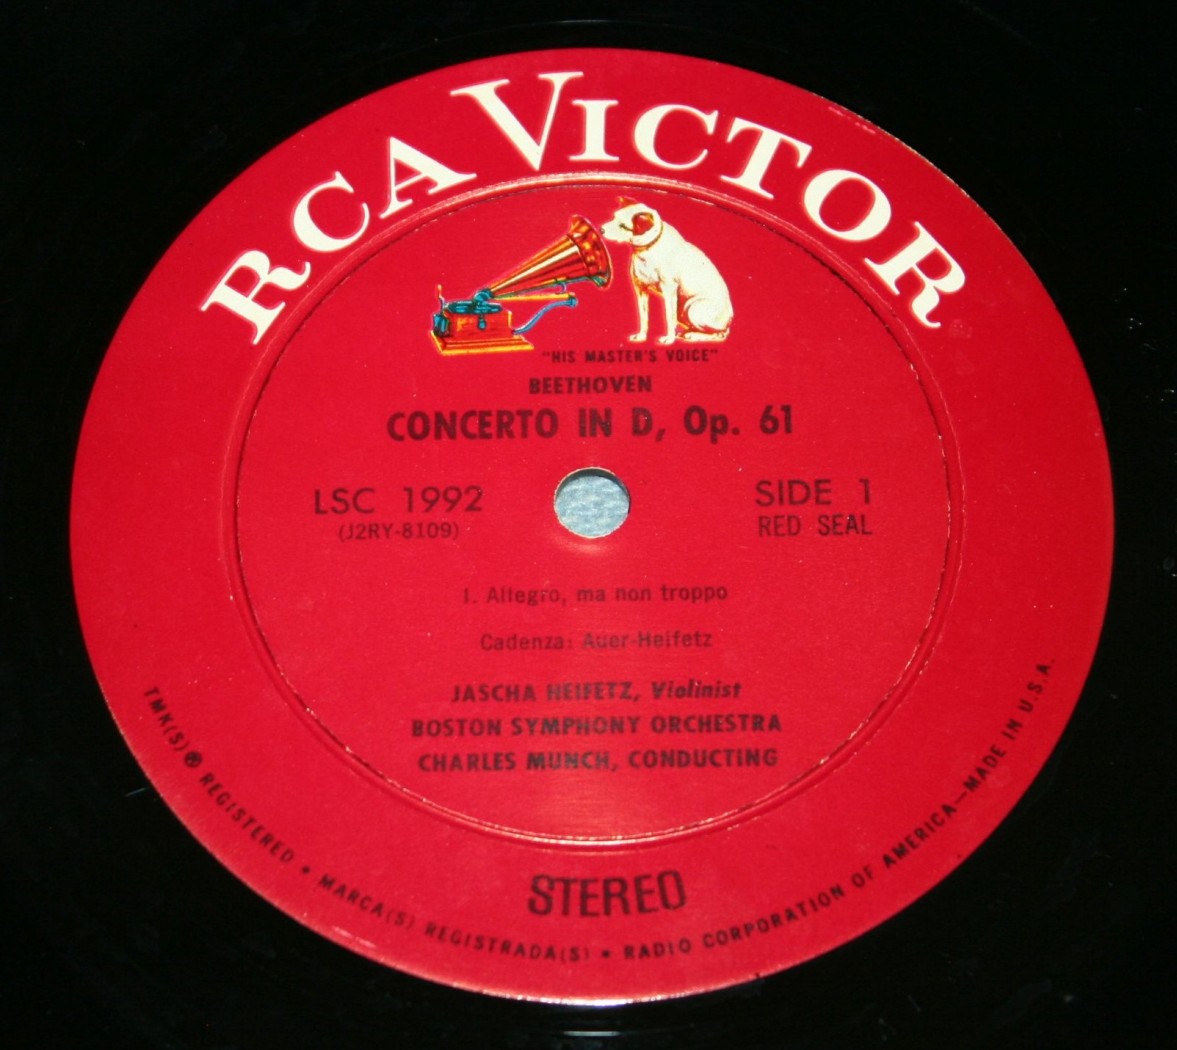 RCA VICTOR
"HIS MASTER'S VOICE"
BEETHOVEN
CONCERTO IN D, Op. 61
LSC 1992
(J2RY-8109)
SIDE 1
RED SEAL
I. Allegro, ma non troppo
Cadenza: Auer-Heifetz
JASCHA HEIFETZ, Violinist
BOSTON SYMPHONY ORCHESTRA
CHARLES MUNCH, CONDUCTING
STEREO
TMK(S) ® REGISTERED • MARCA(S) REGISTRADA(S) • RADIO CORPORATION OF AMERICA—MADE IN U.S.A.